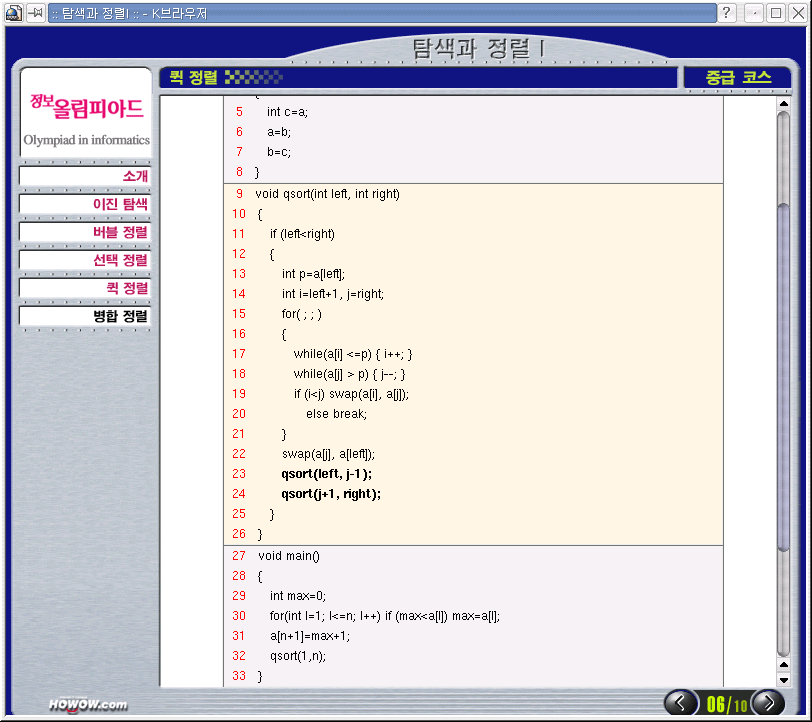 :: 탐색과 정렬Ⅰ :: - K브라우저
탐색과 정렬Ⅰ
정보올림피아드
Olympiad in informatics
소개
이진 탐색
버블 정렬
선택 정렬
퀵 정렬
병합 정렬
퀵 정렬
중급 코스
5 int c=a;
6 a=b;
7 b=c;
8 }
9 void qsort(int left, int right)
10 {
11 if (left<right)
12 {
13 int p=a[left];
14 int i=left+1, j=right;
15 for( ; ; )
16 {
17 while(a[i] <=p) { i++; }
18 while(a[j] > p) { j--; }
19 if (i<j) swap(a[i], a[j]);
20 else break;
21 }
22 swap(a[j], a[left]);
23 qsort(left, j-1);
24 qsort(j+1, right);
25 }
26 }
27 void main()
28 {
29 int max=0;
30 for(int I=1; I<=n; I++) if (max<a[I]) max=a[I];
31 a[n+1]=max+1;
32 qsort(1,n);
33 }
HOWOW.com
06/10